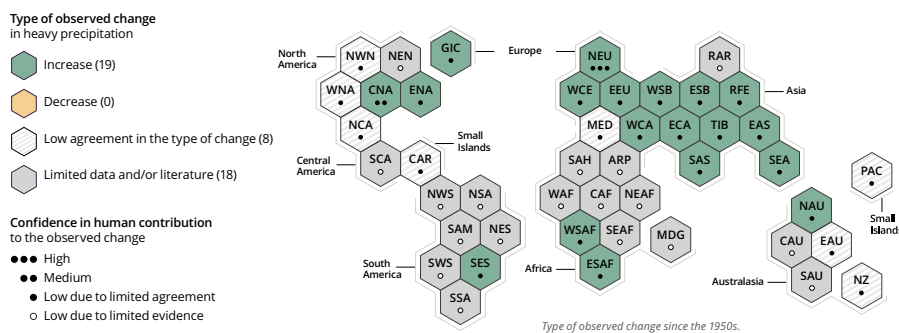 Type of observed change
in heavy precipitation
Increase (19)
Decrease (0)
Low agreement in the type of change (8)
Limited data and/or literature (18)
Confidence in human contribution
to the observed change
High
Medium
Low due to limited agreement
Low due to limited evidence
North
America
NWN
NEN
GIC
Europe
NEU
RAR
WNA
CNA
ENA
WCE
EEU
WSB
ESB
RFE
Asia
NCA
Small
Islands
MED
WCA
ECA
TIB
EAS
Central
America
SCA
CAR
SAH
ARP
SAS
SEA
PAC
NWS
NSA
WAF
CAF
NEAF
NAU
Small
Islands
SAM
NES
WSAF
SEAF
MDG
CAU
EAU
South
America
SWS
SES
Africa
ESAF
Australasia
SAU
NZ
SSA
Type of observed change since the 1950s.